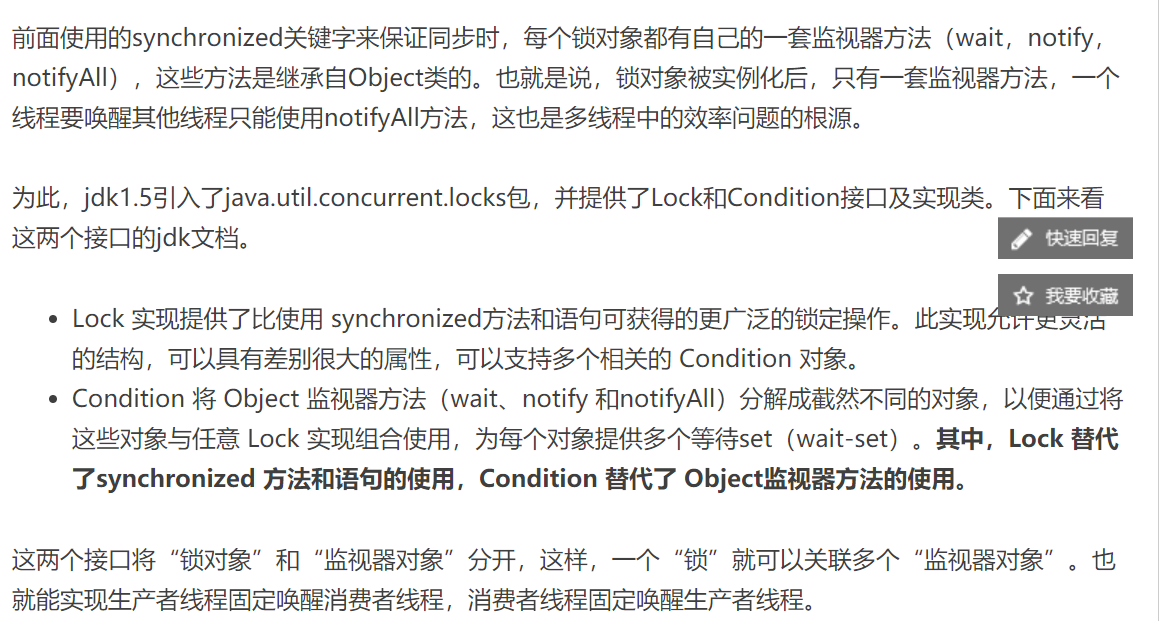 前面使用的synchronized关键字来保证同步时，每个锁对象都有自己的一套监视器方法（wait，notify，
notifyAll），这些方法是继承自Object类的。也就是说，锁对象被实例化后，只有一套监视器方法，一个
线程要唤醒其他线程只能使用notifyAll方法，这也是多线程中的效率问题的根源。
为此，jdk1.5引入了java.util.concurrent.locks包，并提供了Lock和Condition接口及实现类。下面来看
这两个接口的jdk文档。
快速回复
我要收藏
• Lock 实现提供了比使用 synchronized方法和语句可获得的更广泛的锁定操作。此实现允许更灵活
的结构，可以具有差别很大的属性，可以支持多个相关的 Condition 对象。
• Condition 将 Object 监视器方法（wait、notify 和notifyAll）分解成截然不同的对象，以便通过将
这些对象与任意 Lock 实现组合使用，为每个对象提供多个等待set（wait-set）。其中，Lock 替代
了synchronized 方法和语句的使用，Condition 替代了 Object监视器方法的使用。
这两个接口将“锁对象”和“监视器对象”分开，这样，一个“锁”就可以关联多个“监视器对象”。也
就能实现生产者线程固定唤醒消费者线程，消费者线程固定唤醒生产者线程。